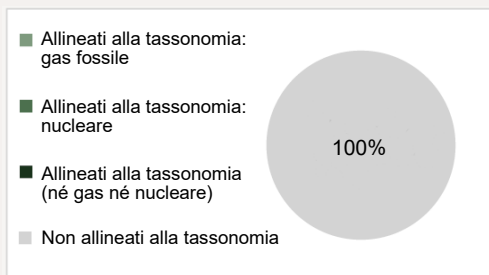 Allineati alla tassonomia:
gas fossile
Allineati alla tassonomia:
nucleare
Allineati alla tassonomia
(né gas né nucleare)
Non allineati alla tassonomia
100%